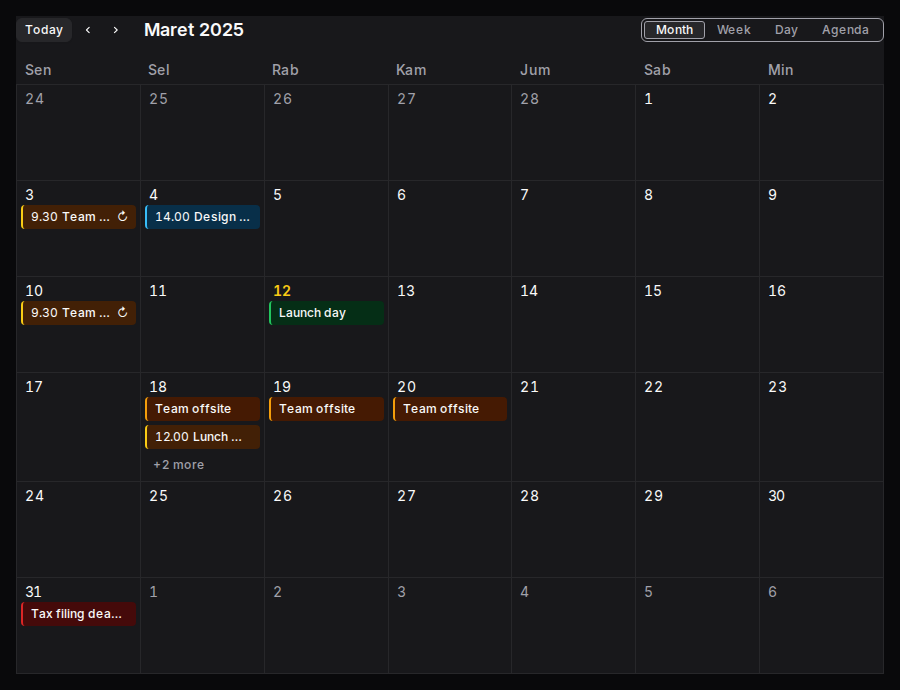 Today ‹ › Maret 2025 Month Week Day Agenda
Sen Sel Rab Kam Jum Sab Min
24 25 26 27 28 1 2
3 4 5 6 7 8 9
9.30 Team ... 14.00 Design ...
10 11 12 13 14 15 16
9.30 Team ... Launch day
17 18 19 20 21 22 23
Team offsite Team offsite Team offsite
12.00 Lunch ...
+2 more
24 25 26 27 28 29 30
31 1 2 3 4 5 6
Tax filing dea...